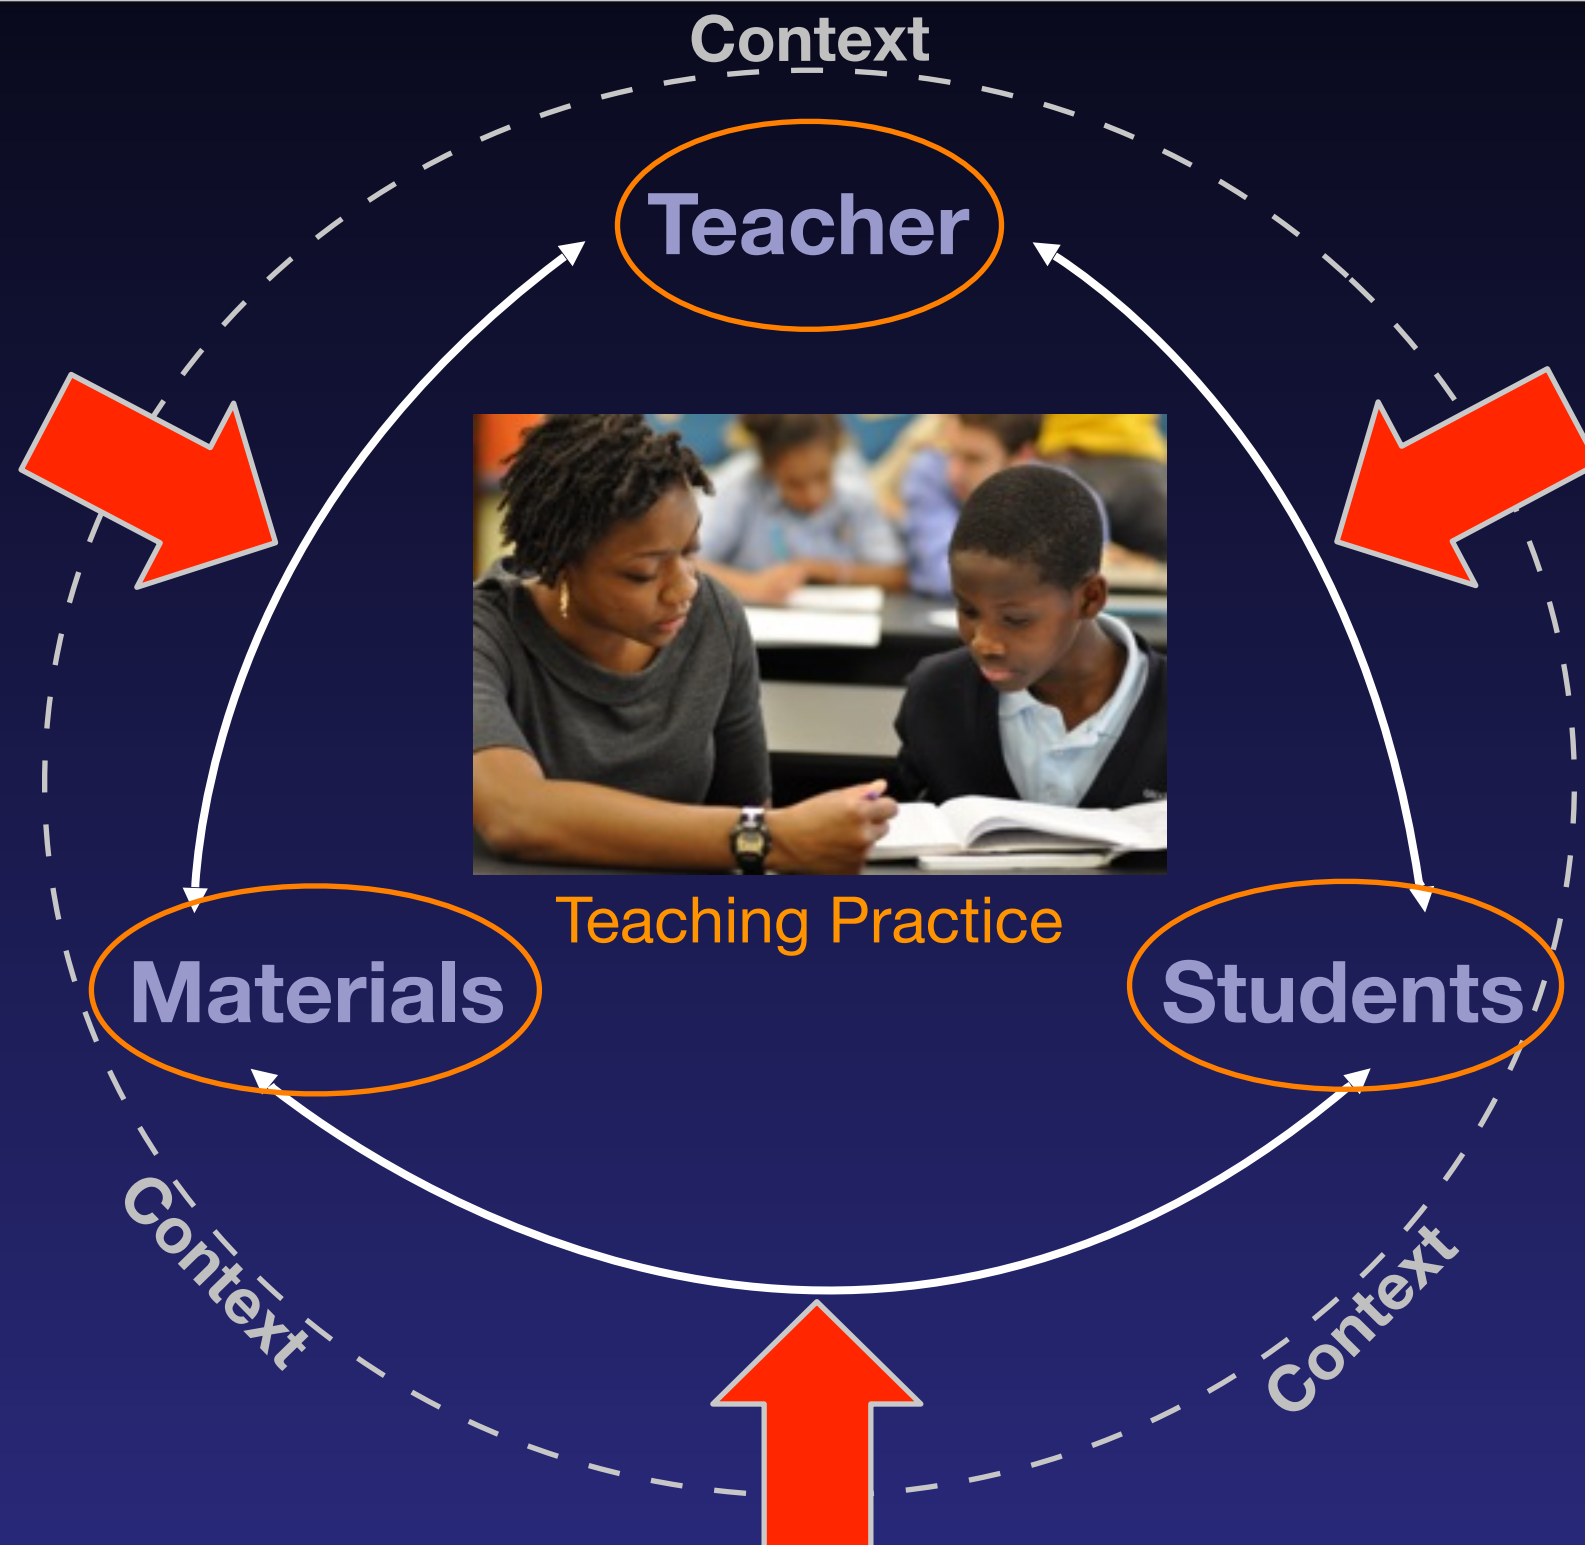 Context
Teacher
Teaching Practice
Materials
Students
Context
Context